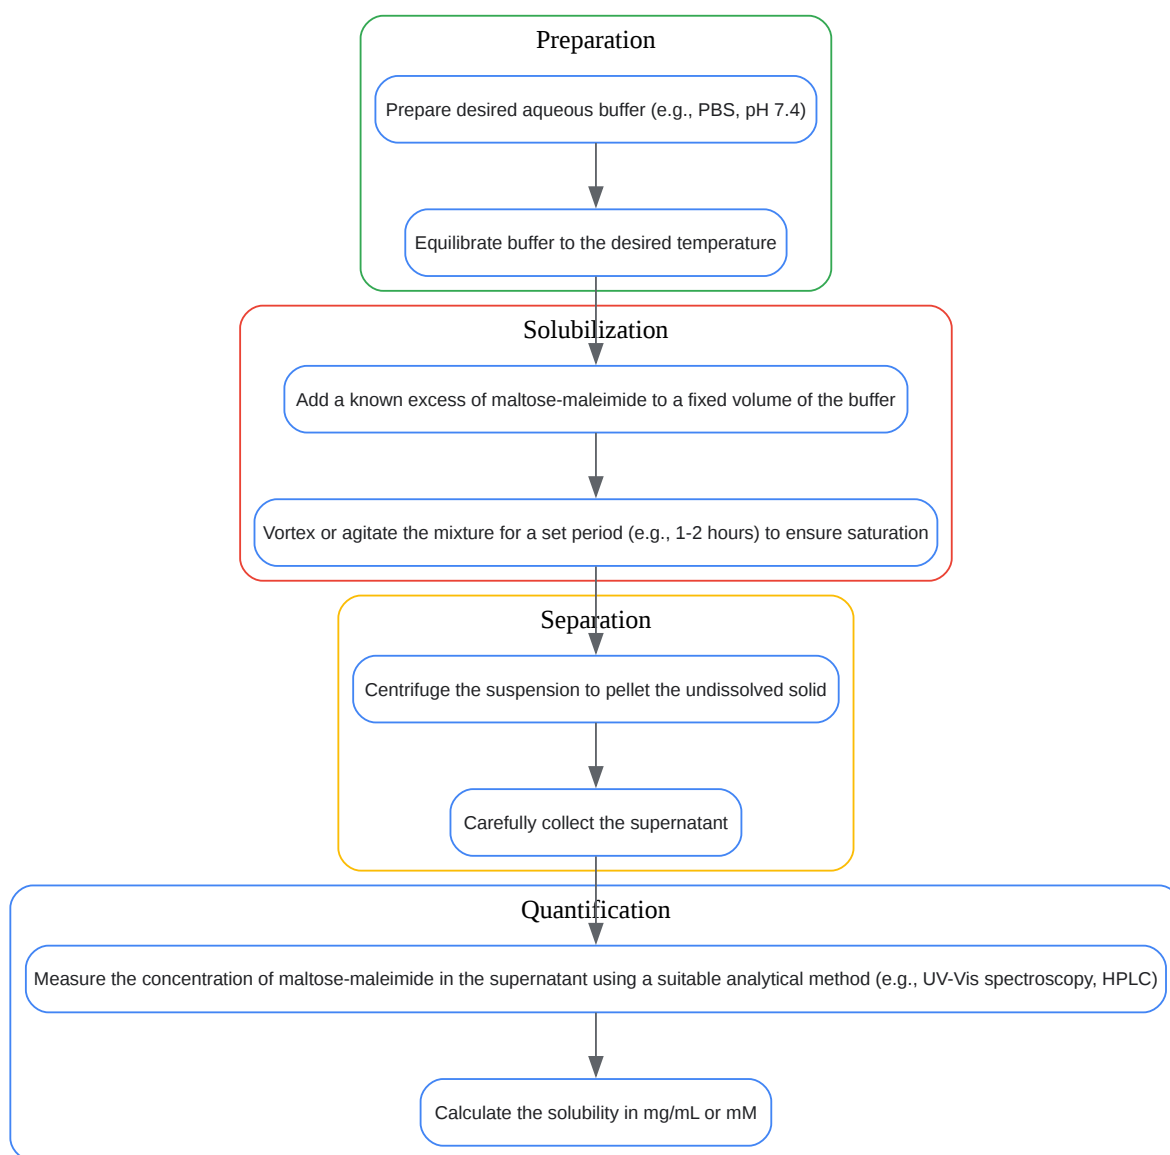 Preparation
Prepare desired aqueous buffer (e.g., PBS, pH 7.4)
Equilibrate buffer to the desired temperature
Solubilization
Add a known excess of maltose-maleimide to a fixed volume of the buffer
Vortex or agitate the mixture for a set period (e.g., 1-2 hours) to ensure saturation
Separation
Centrifuge the suspension to pellet the undissolved solid
Carefully collect the supernatant
Quantification
Measure the concentration of maltose-maleimide in the supernatant using a suitable analytical method (e.g., UV-Vis spectroscopy, HPLC)
Calculate the solubility in mg/mL or mM